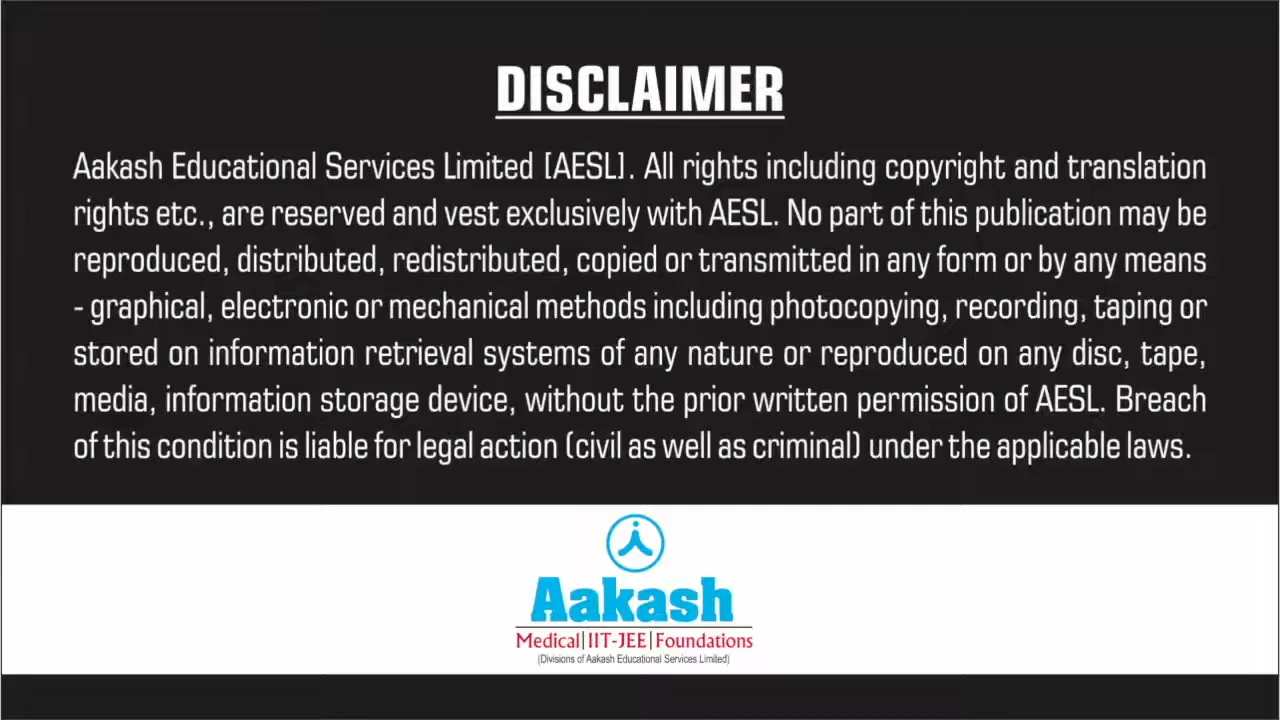 DISCLAIMER
Aakash Educational Services Limited [AESL]. All rights including copyright and translation
rights etc., are reserved and vest exclusively with AESL. No part of this publication may be
reproduced, distributed, redistributed, copied or transmitted in any form or by any means
- graphical, electronic or mechanical methods including photocopying, recording, taping or
stored on information retrieval systems of any nature or reproduced on any disc, tape,
media, information storage device, without the prior written permission of AESL. Breach
of this condition is liable for legal action (civil as well as criminal) under the applicable laws.
Aakash
Medical|IIT-JEE|Foundations
(Divisions of Aakash Educational Services Limited)